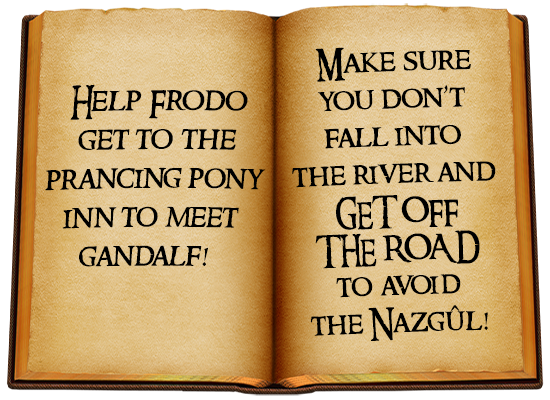 Help Frodo
get to the
Prancing Pony
Inn to meet
Gandalf!
Make sure
you don't
fall into
the river and
Get off
the road
to avoid
the Nazgûl!